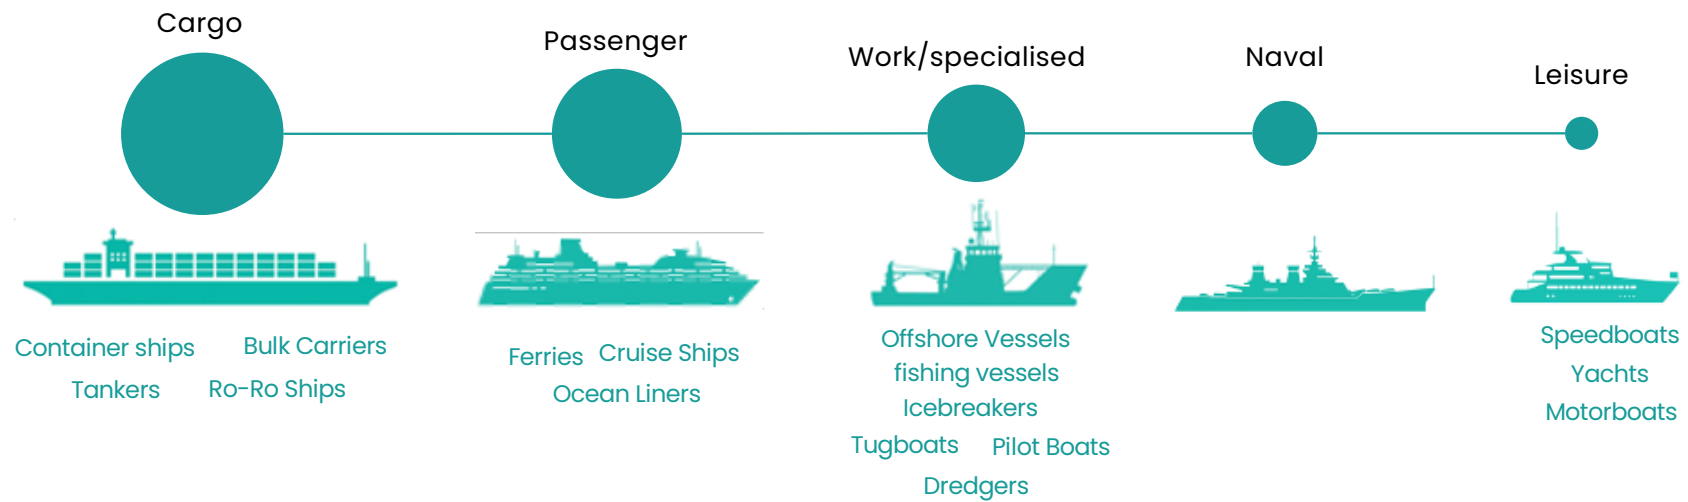 Cargo
Passenger
Work/specialised
Naval
Leisure
Container ships
Bulk Carriers
Tankers
Ro-Ro Ships
Ferries
Cruise Ships
Ocean Liners
Offshore Vessels
fishing vessels
Icebreakers
Tugboats
Pilot Boats
Dredgers
Speedboats
Yachts
Motorboats